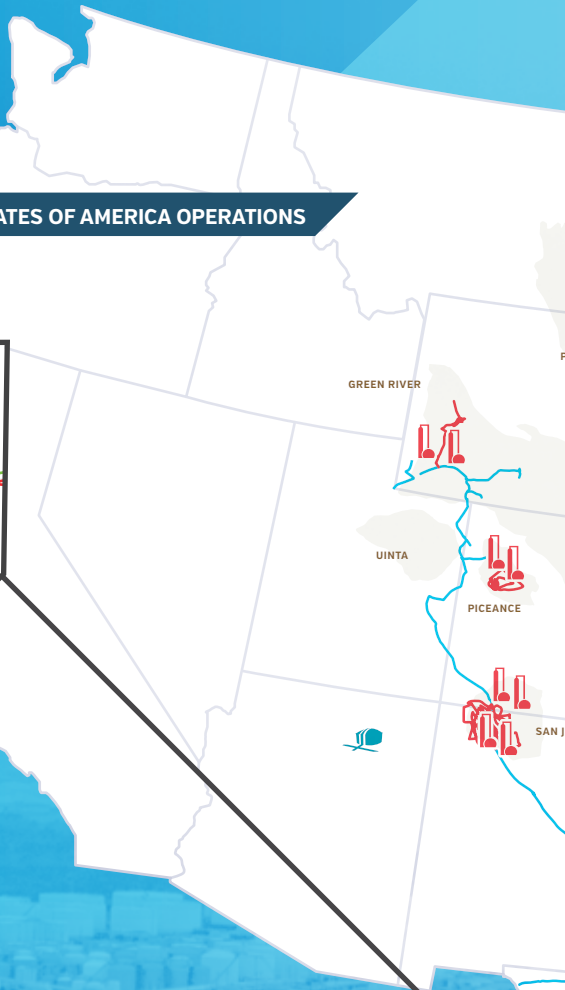 ATES OF AMERICA OPERATIONS
P
GREEN RIVER
UINTA
PICEANCE
SAN J